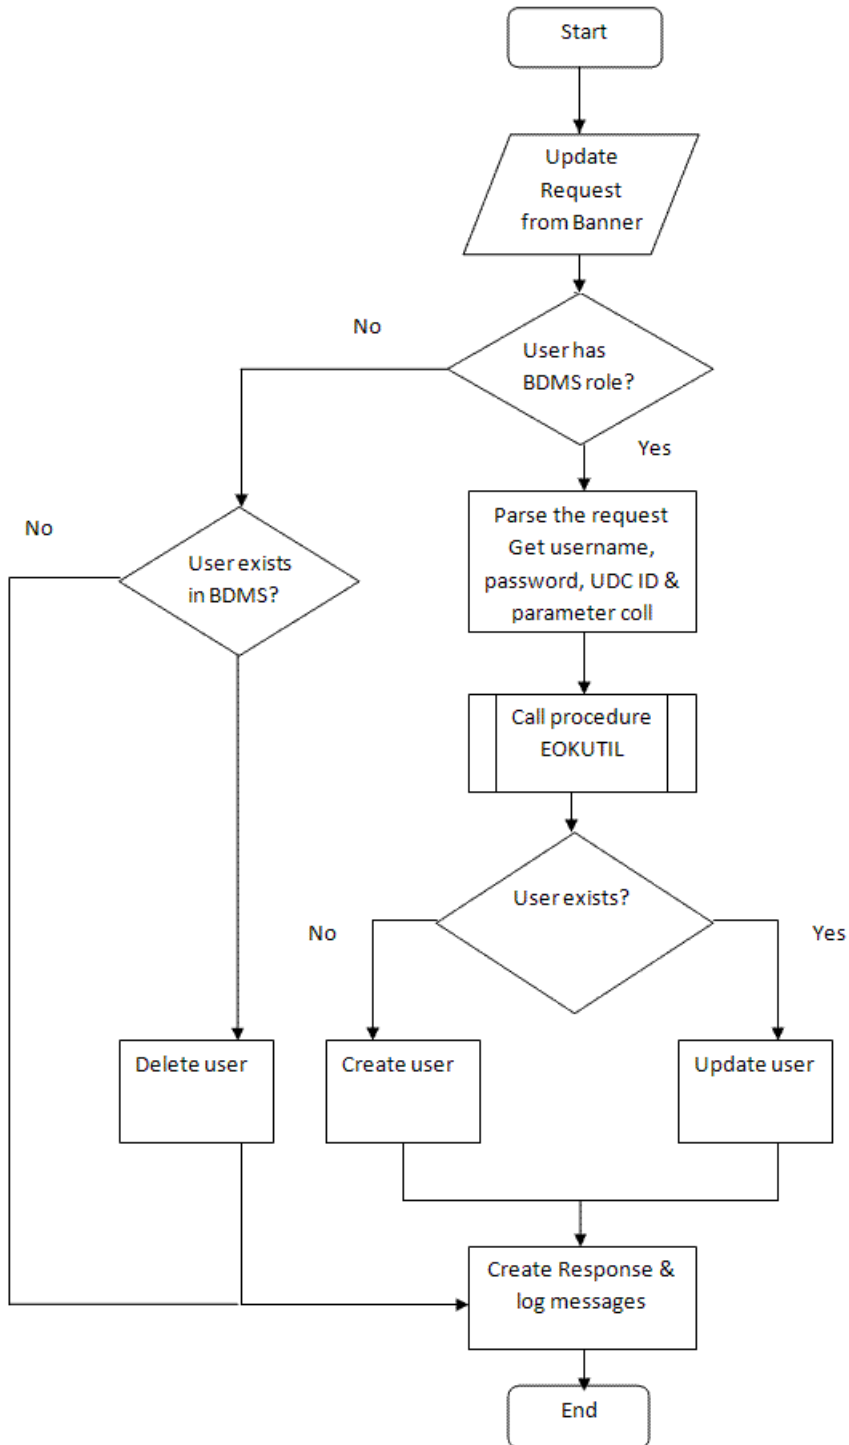 Start
Update
Request
from Banner
No
User has
BDMS role?
Yes
Parse the request
Get username,
password, UDC ID &
parameter coll
No
User exists
in BDMS?
Call procedure
EOKUTIL
User exists?
No
Yes
Delete user
Create user
Update user
Create Response &
log messages
End